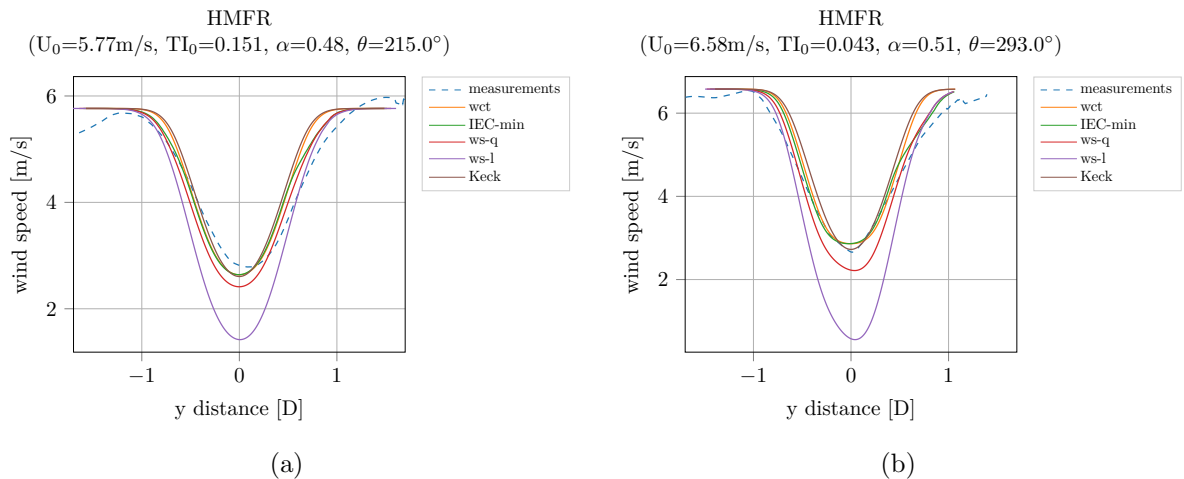 HMFR
(U₀=5.77m/s, TI₀=0.151, α=0.48, θ=215.0°)
6
4
2
wind speed [m/s]
−1
0
1
y distance [D]
measurements
wct
IEC-min
ws-q
ws-l
Keck
(a)
HMFR
(U₀=6.58m/s, TI₀=0.043, α=0.51, θ=293.0°)
6
4
2
wind speed [m/s]
−1
0
1
y distance [D]
measurements
wct
IEC-min
ws-q
ws-l
Keck
(b)